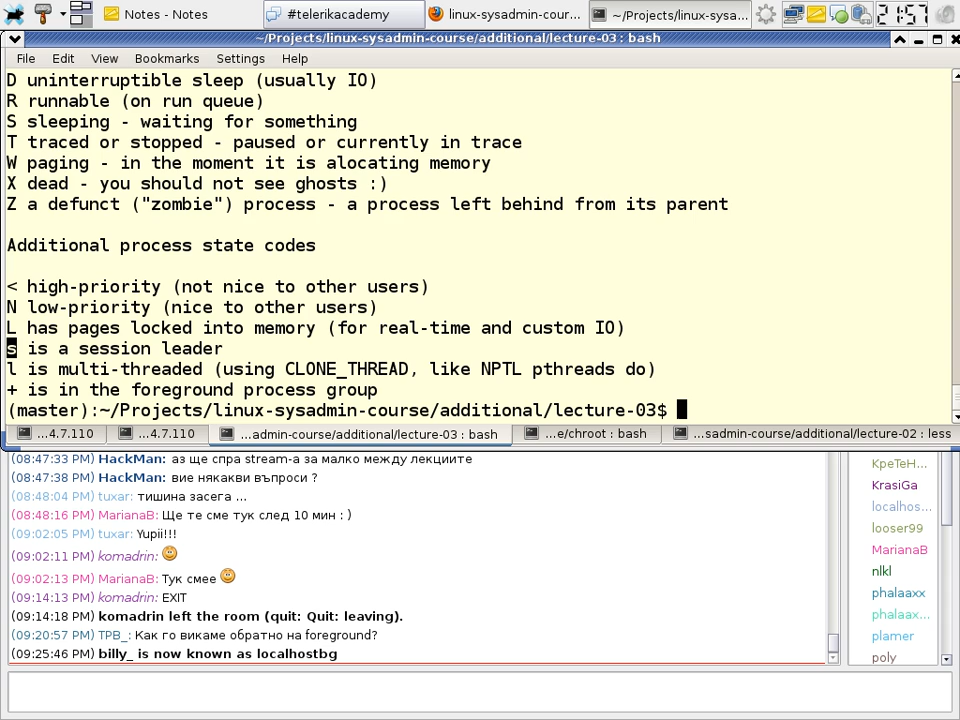 Notes - Notes
#telerikacademy
linux-sysadmin-cour...
~/Projects/linux-sysa...
21:57
~/Projects/linux-sysadmin-course/additional/lecture-03 : bash
File Edit View Bookmarks Settings Help
D uninterruptible sleep (usually IO)
R runnable (on run queue)
S sleeping - waiting for something
T traced or stopped - paused or currently in trace
W paging - in the moment it is alocating memory
X dead - you should not see ghosts :)
Z a defunct ("zombie") process - a process left behind from its parent
Additional process state codes
< high-priority (not nice to other users)
N low-priority (nice to other users)
L has pages locked into memory (for real-time and custom IO)
s is a session leader
l is multi-threaded (using CLONE_THREAD, like NPTL pthreads do)
+ is in the foreground process group
(master):~/Projects/linux-sysadmin-course/additional/lecture-03$
...4.7.110
...4.7.110
...admin-course/additional/lecture-03 : bash
...e/chroot : bash
...sadmin-course/additional/lecture-02 : less
(08:47:33 PM) HackMan: аз ще спра stream-а за малко между лекциите
(08:47:38 PM) HackMan: вие някакви въпроси ?
(08:48:04 PM) tuxar: тишина засега ...
(08:48:16 PM) MarianaB: Ще те сме тук след 10 мин : )
(09:02:05 PM) tuxar: Yupii!!!
(09:02:11 PM) komadrin:
(09:02:13 PM) MarianaB: Тук смее
(09:14:13 PM) komadrin: EXIT
(09:14:18 PM) komadrin left the room (quit: Quit: leaving).
(09:20:57 PM) TPB_: Как го викаме обратно на foreground?
(09:25:46 PM) billy_ is now known as localhostbg
KpeTeH...
KrasiGa
localhos...
looser99
MarianaB
nlkl
phalaaxx
phalaax...
plamer
poly